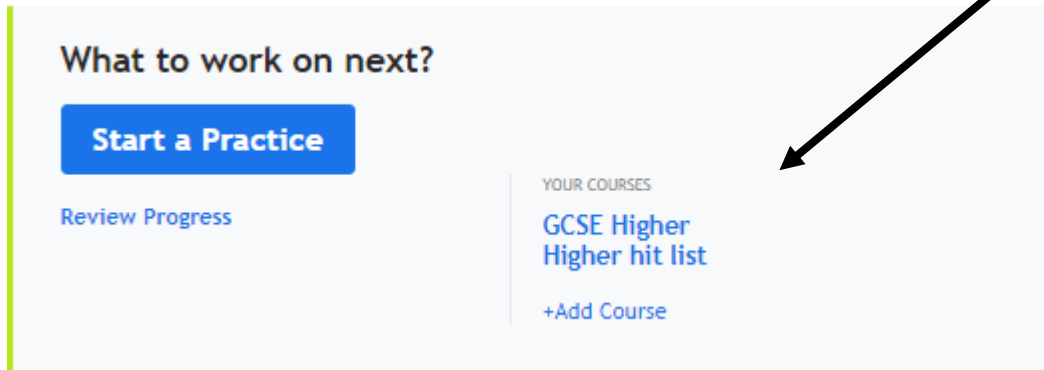 What to work on next?
Start a Practice
Review Progress
YOUR COURSES
GCSE Higher
Higher hit list
+Add Course